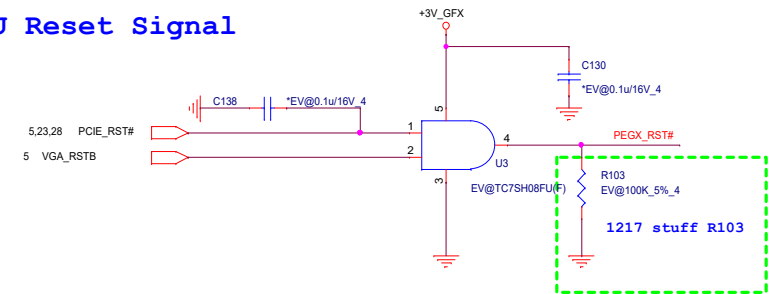 J Reset Signal
+3V_GFX
C130
*EV@0.1u/16V_4
C138
*EV@0.1u/16V_4
5
5,23,28 PCIE_RST#
1
4
PEGX_RST#
5 VGA_RSTB
2
U3
3
EV@TC7SH08FU(F)
R103
EV@100K_5%_4
1217 stuff R103